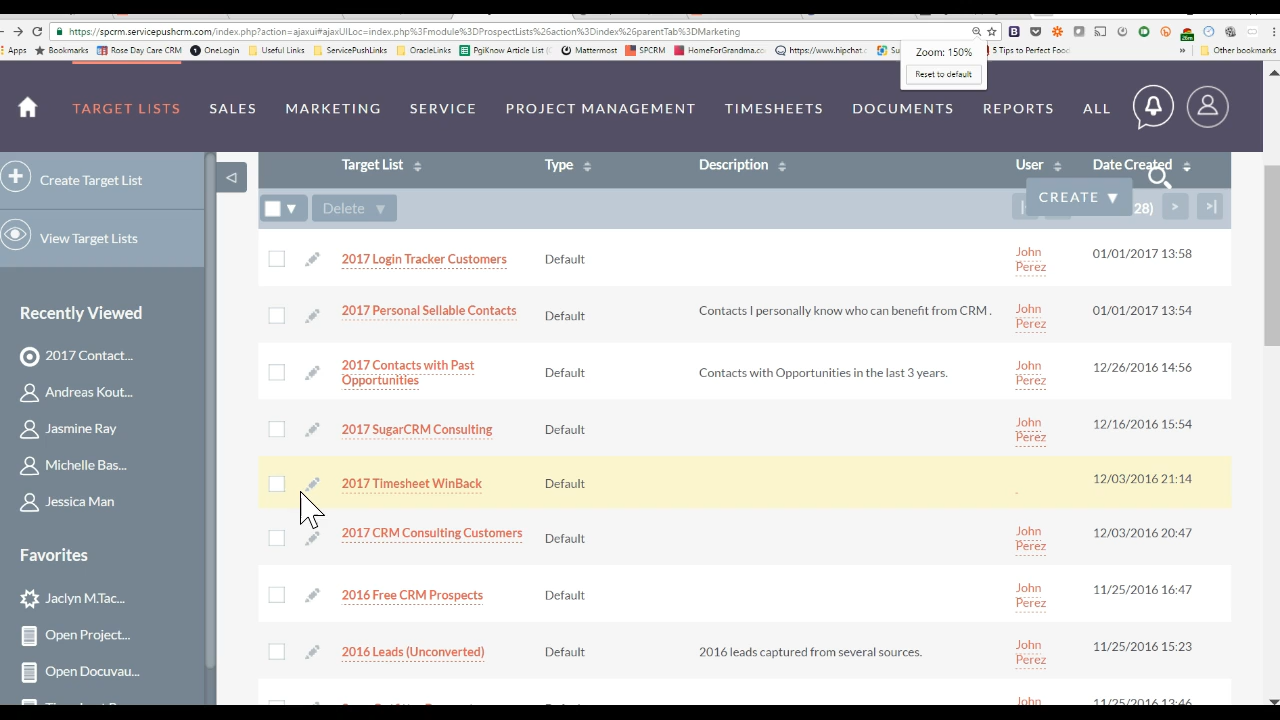 https://spcrm.servicepushcrm.com/index.php?action=ajaxui#ajaxUILoc=index.php%3Fmodule%3DProspectLists%26action%3Dindex%26parentTab%3DMarketing
Apps Bookmarks Rose Day Care CRM OneLogin Useful Links ServicePushLinks OracleLinks PgiKnow Article List Mattermost SPCRM HomeForGrandma.co https://www.hipchat. 5 Tips to Perfect Food » Other bookmarks
Zoom: 150%
Reset to default
TARGET LISTS SALES MARKETING SERVICE PROJECT MANAGEMENT TIMESHEETS DOCUMENTS REPORTS ALL
Create Target List
View Target Lists
Recently Viewed
2017 Contact...
Andreas Kout...
Jasmine Ray
Michelle Bas...
Jessica Man
Favorites
Jaclyn M.Tac...
Open Project...
Open Docuvau...
Target List Type Description User Date Created
Delete CREATE 28)
2017 Login Tracker Customers Default John Perez 01/01/2017 13:58
2017 Personal Sellable Contacts Default Contacts I personally know who can benefit from CRM . John Perez 01/01/2017 13:54
2017 Contacts with Past Opportunities Default Contacts with Opportunities in the last 3 years. John Perez 12/26/2016 14:56
2017 SugarCRM Consulting Default John Perez 12/16/2016 15:54
2017 Timesheet WinBack Default 12/03/2016 21:14
2017 CRM Consulting Customers Default John Perez 12/03/2016 20:47
2016 Free CRM Prospects Default John Perez 11/25/2016 16:47
2016 Leads (Unconverted) Default 2016 leads captured from several sources. John Perez 11/25/2016 15:23
John 11/25/2016 13:46